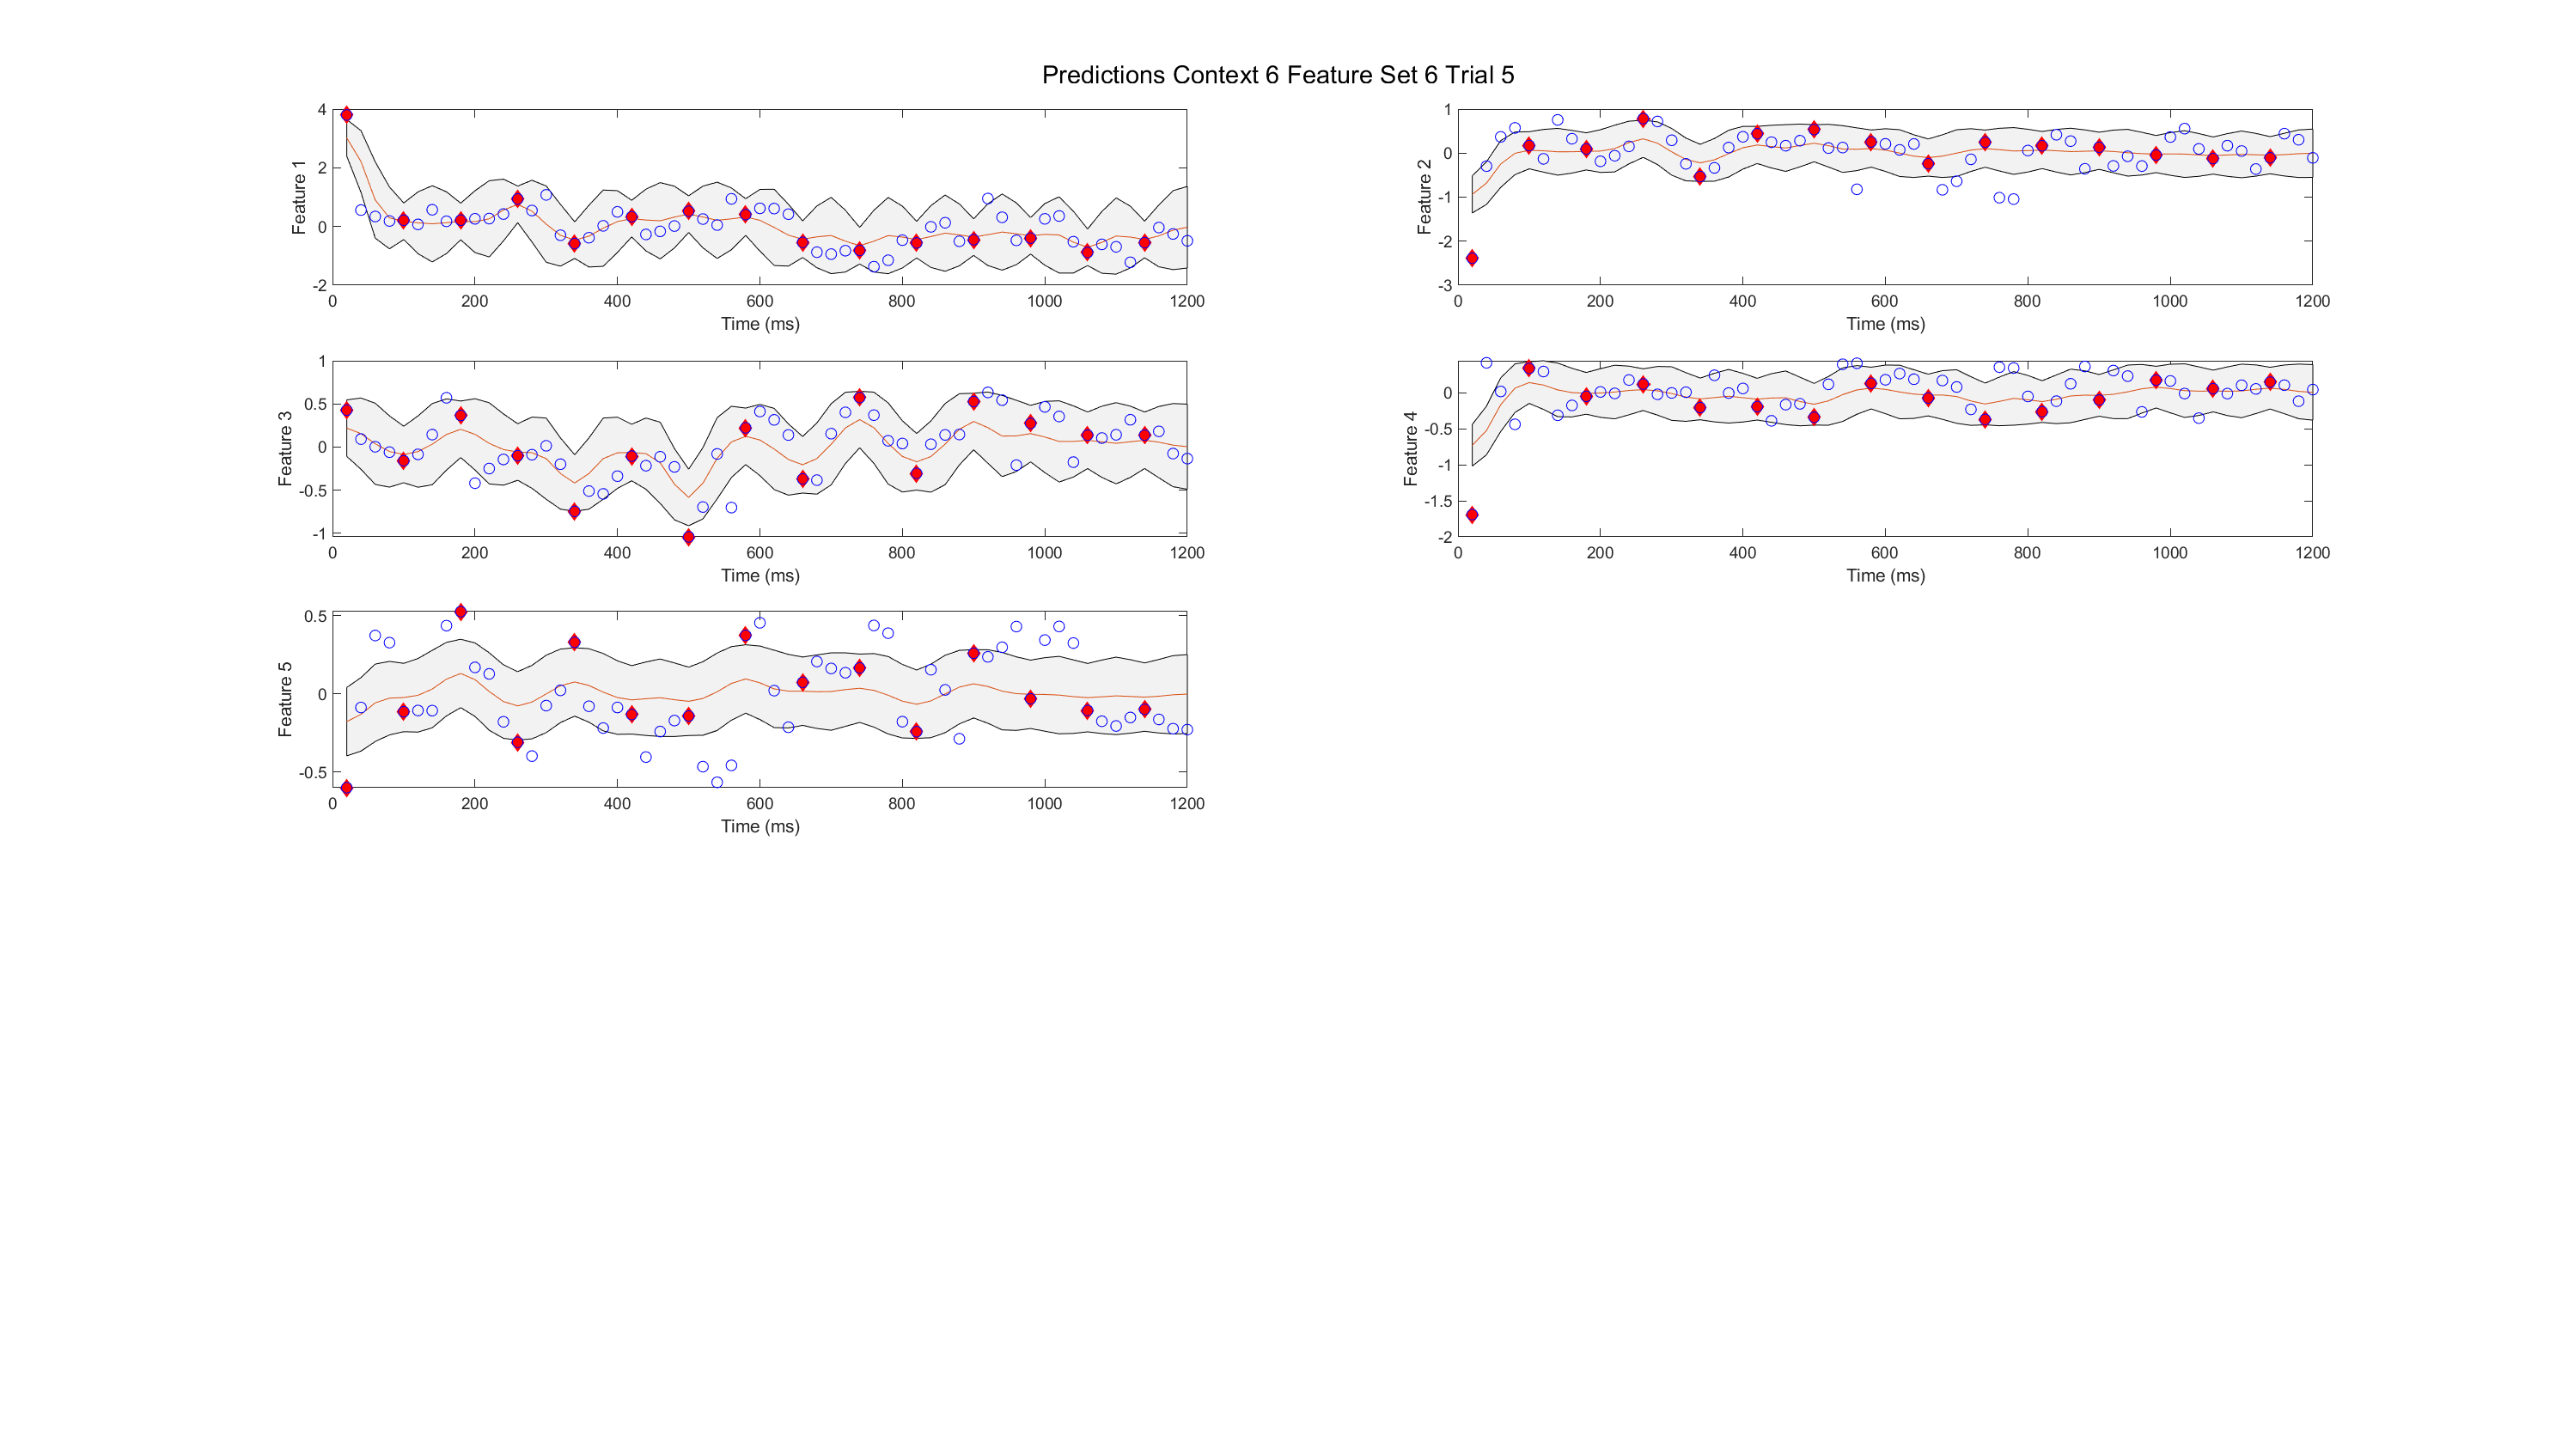 Predictions Context 6 Feature Set 6 Trial 5
4
2
0
-2
Feature 1
0 200 400 600 800 1000 1200
Time (ms)
1
0
-1
-2
-3
Feature 2
0 200 400 600 800 1000 1200
Time (ms)
1
0.5
0
-0.5
-1
Feature 3
0 200 400 600 800 1000 1200
Time (ms)
0
-0.5
-1
-1.5
-2
Feature 4
0 200 400 600 800 1000 1200
Time (ms)
0.5
0
-0.5
Feature 5
0 200 400 600 800 1000 1200
Time (ms)